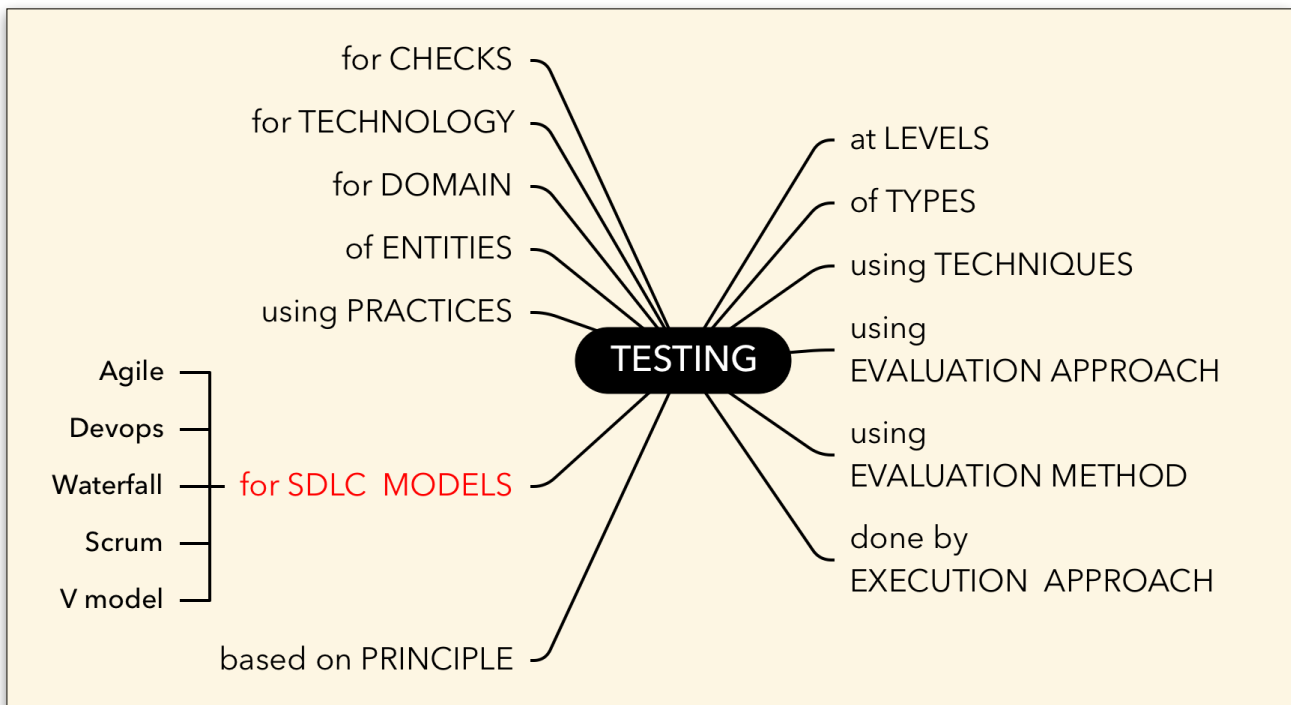 for CHECKS
for TECHNOLOGY
for DOMAIN
of ENTITIES
using PRACTICES
Agile
Devops
Waterfall
Scrum
V model
for SDLC  MODELS
based on PRINCIPLE
TESTING
at LEVELS
of TYPES
using TECHNIQUES
using
EVALUATION APPROACH
using
EVALUATION METHOD
done by
EXECUTION  APPROACH